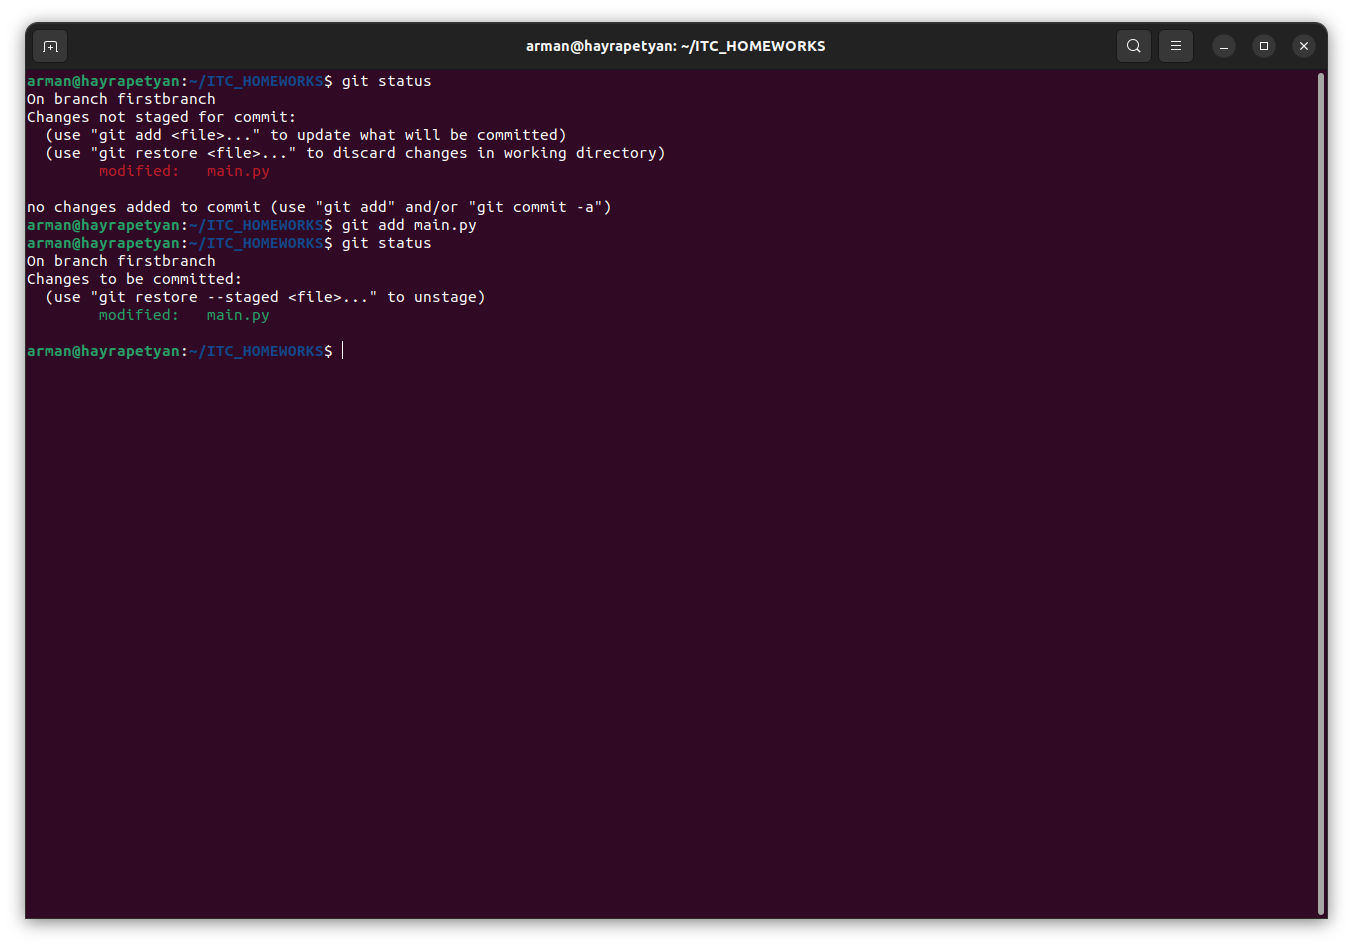 arman@hayrapetyan: ~/ITC_HOMEWORKS
arman@hayrapetyan:~/ITC_HOMEWORKS$ git status
On branch firstbranch
Changes not staged for commit:
  (use "git add <file>..." to update what will be committed)
  (use "git restore <file>..." to discard changes in working directory)
        modified:   main.py

no changes added to commit (use "git add" and/or "git commit -a")
arman@hayrapetyan:~/ITC_HOMEWORKS$ git add main.py
arman@hayrapetyan:~/ITC_HOMEWORKS$ git status
On branch firstbranch
Changes to be committed:
  (use "git restore --staged <file>..." to unstage)
        modified:   main.py

arman@hayrapetyan:~/ITC_HOMEWORKS$